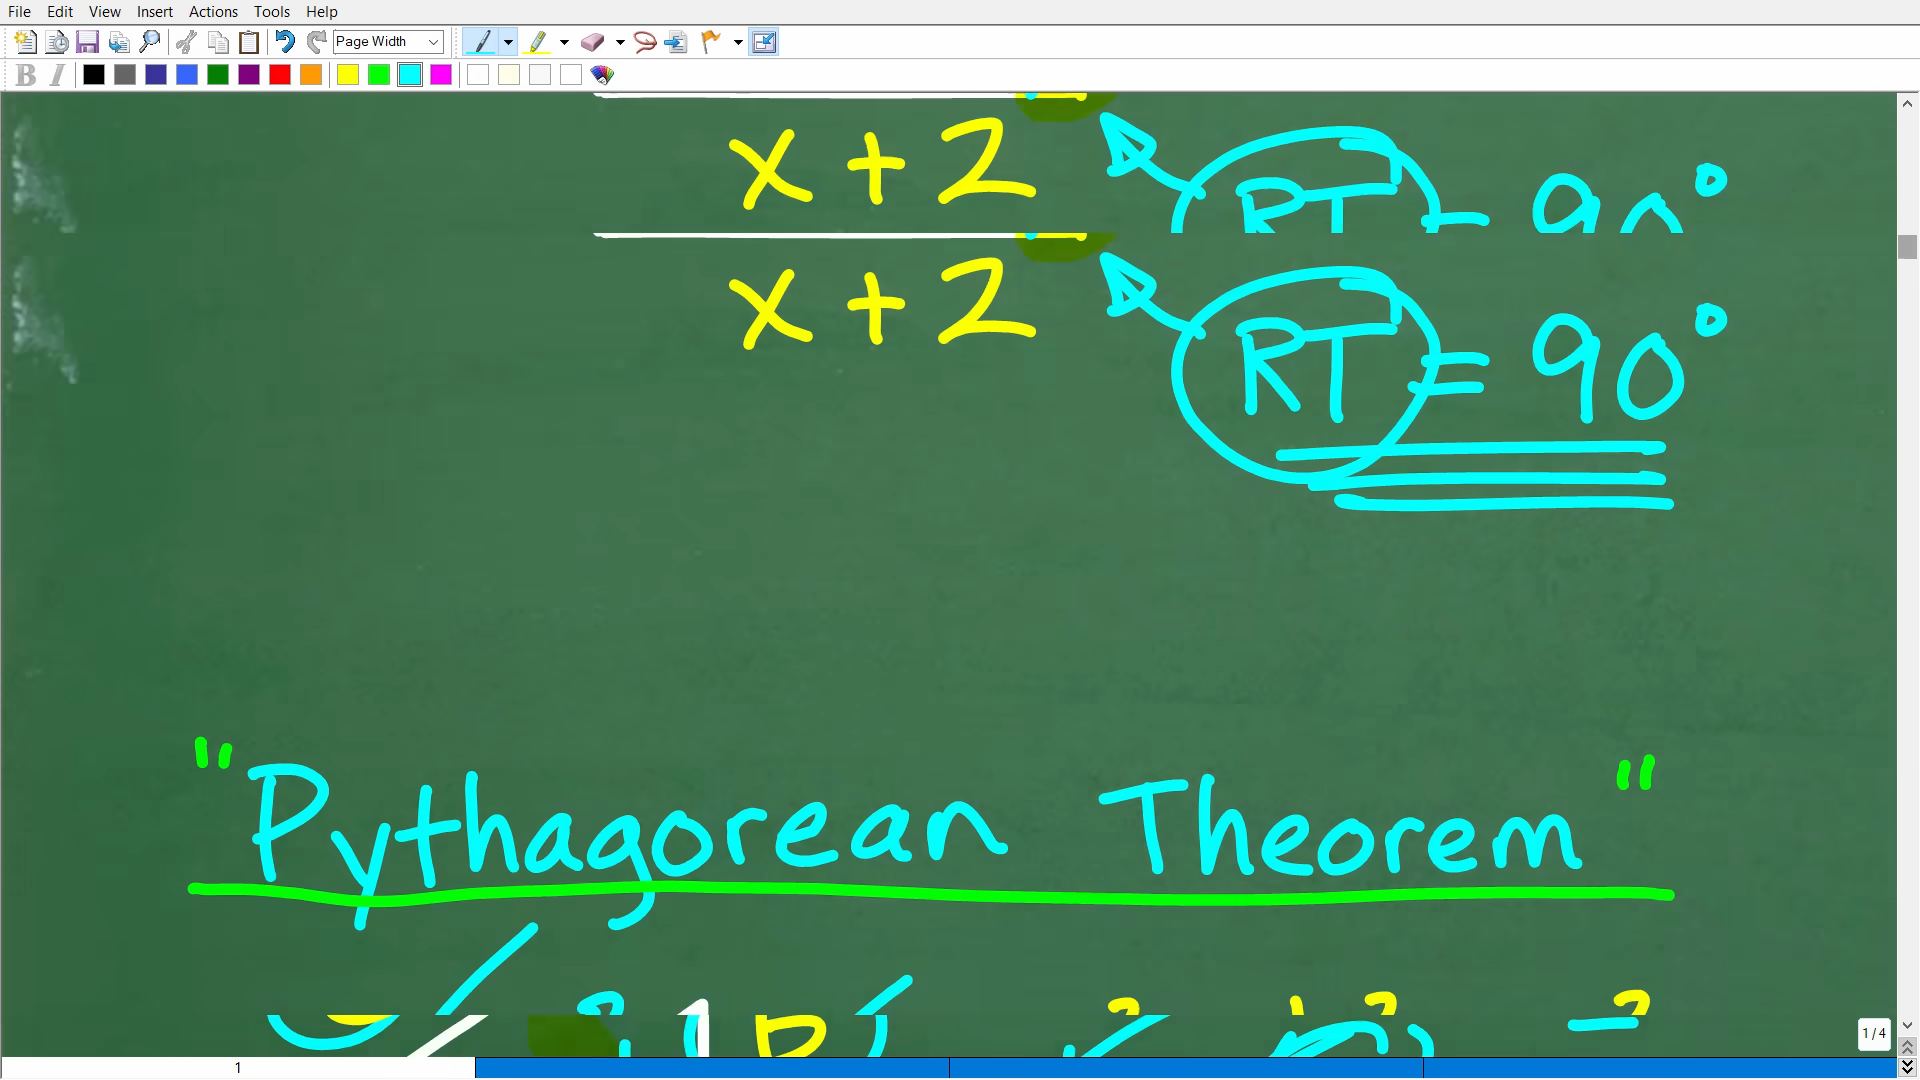 File Edit View Insert Actions Tools Help
Page Width
B I
x + 2
RT 90°
x + 2
RT = 90°
"Pythagorean Theorem"
1 / 4
1